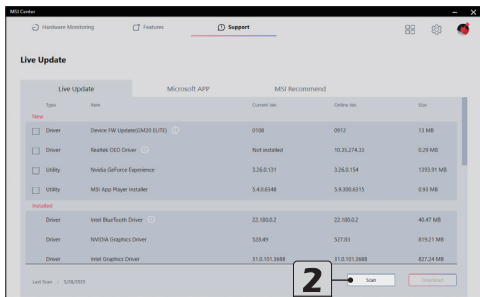 MSI Center
Hardware Monitoring Features Support
Live Update
Live Update Microsoft APP MSI Recommend
Type Item Current Ver. Online Ver. Size
New
Driver Device FW Update(GM20 ELITE) 0108 0912 13 MB
Driver Realtek OED Driver Not installed 10.35.274.33 0.29 MB
Utility Nvidia GeForce Experience 3.26.0.131 3.26.0.154 1393.91 MB
Utility MSI App Player Installer 5.4.0.6348 5.9.300.6315 0.93 MB
Installed
Driver Intel BlueTooth Driver 22.180.0.2 22.180.0.2 40.47 MB
Driver NVIDIA Graphics Driver 528.49 527.83 819.21 MB
Driver Intel Graphics Driver 31.0.101.3688 31.0.101.3688 827.24 MB
Last Scan : 5/18/2023 2 Scan Download